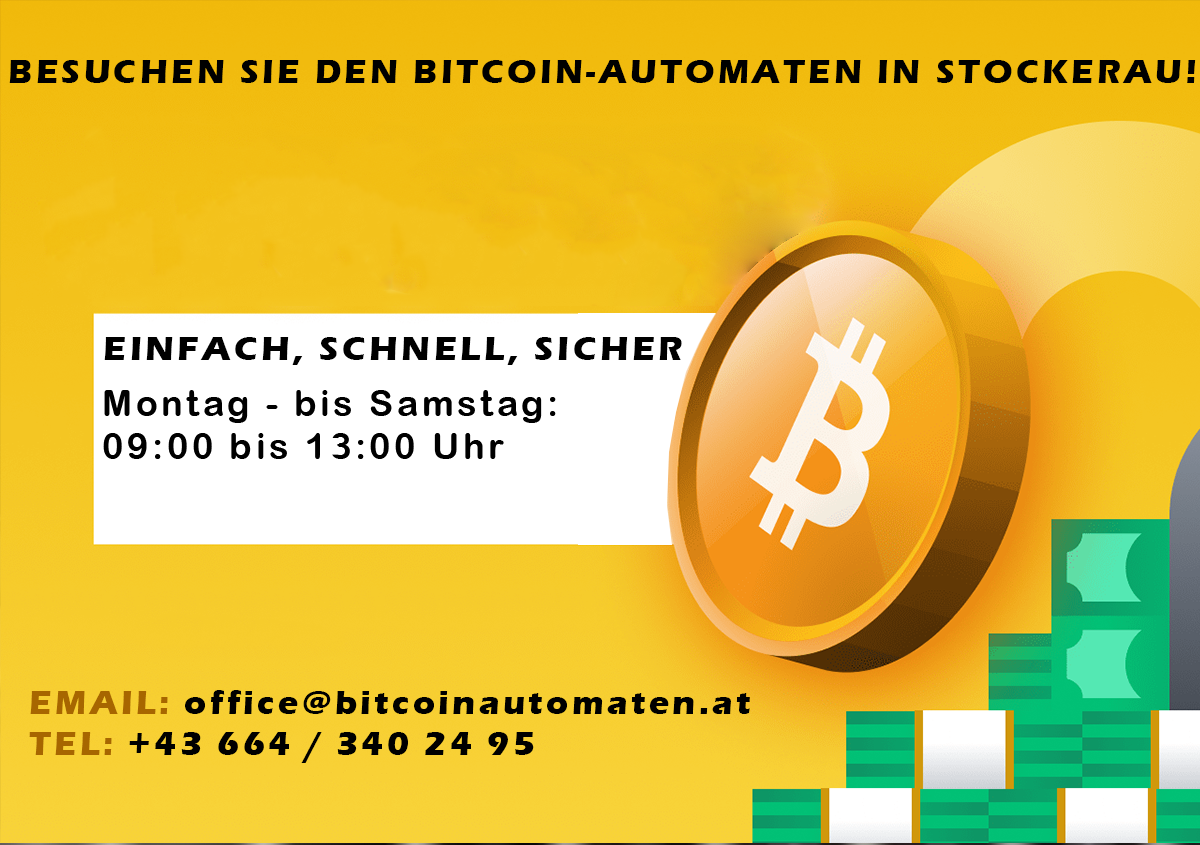 BESUCHEN SIE DEN BITCOIN-AUTOMATEN IN STOCKERAU!
EINFACH, SCHNELL, SICHER
Montag - bis Samstag:
09:00 bis 13:00 Uhr
EMAIL: office@bitcoinautomaten.at
TEL: +43 664 / 340 24 95